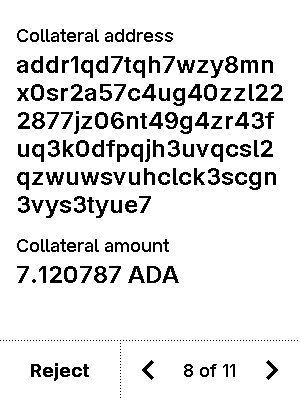 Collateral address
addr1qd7tqh7wzy8mn
x0sr2a57c4ug40zzl22
2877jz06nt49g4zr43f
uq3k0dfpqjh3uvqcsl2
qzwuwsvuhclck3scgn
3vys3tyue7
Collateral amount
7.120787 ADA
Reject
8 of 11